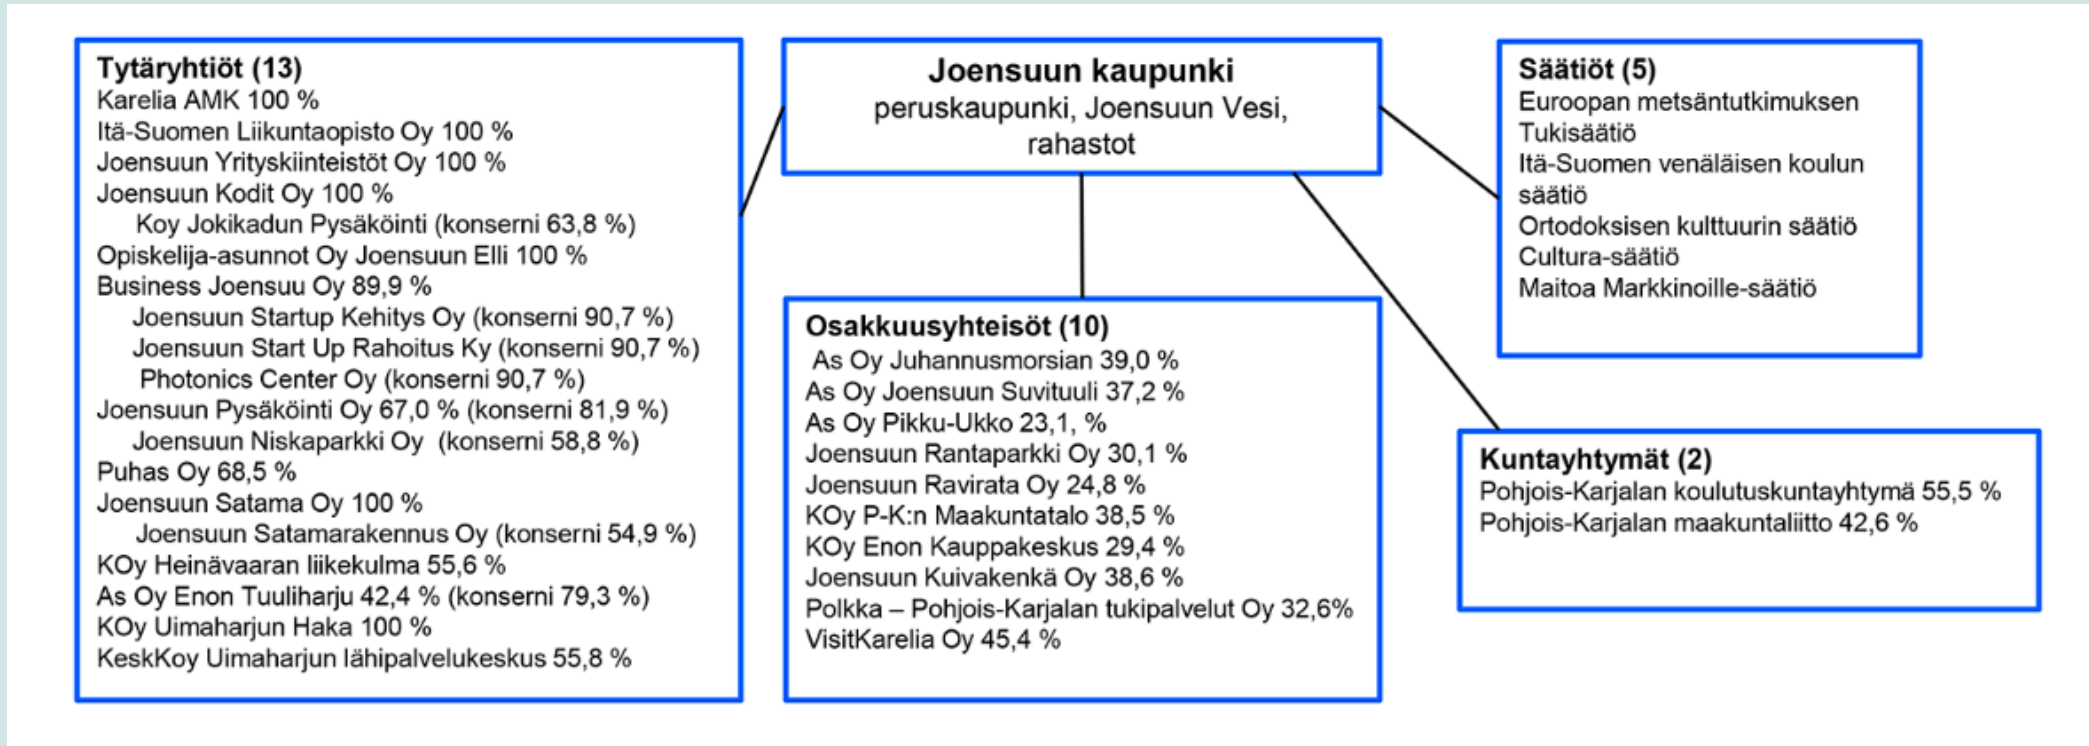 Tytäryhtiöt (13)
Karelia AMK 100 %
Itä-Suomen Liikuntaopisto Oy 100 %
Joensuun Yrityskiinteistöt Oy 100 %
Joensuun Kodit Oy 100 %
Koy Jokikadun Pysäköinti (konserni 63,8 %)
Opiskelija-asunnot Oy Joensuun Elli 100 %
Business Joensuu Oy 89,9 %
Joensuun Startup Kehitys Oy (konserni 90,7 %)
Joensuun Start Up Rahoitus Ky (konserni 90,7 %)
Photonics Center Oy (konserni 90,7 %)
Joensuun Pysäköinti Oy 67,0 % (konserni 81,9 %)
Joensuun Niskaparkki Oy (konserni 58,8 %)
Puhas Oy 68,5 %
Joensuun Satama Oy 100 %
Joensuun Satamarakennus Oy (konserni 54,9 %)
KOy Heinävaaran liikekulma 55,6 %
As Oy Enon Tuuliharju 42,4 % (konserni 79,3 %)
KOy Uimaharjun Haka 100 %
KeskKoy Uimaharjun lähipalvelukeskus 55,8 %
Joensuun kaupunki
peruskaupunki, Joensuun Vesi,
rahastot
Osakkuusyhteisöt (10)
As Oy Juhannusmorsian 39,0 %
As Oy Joensuun Suvituuli 37,2 %
As Oy Pikku-Ukko 23,1, %
Joensuun Rantaparkki Oy 30,1 %
Joensuun Ravirata Oy 24,8 %
KOy P-K:n Maakuntatalo 38,5 %
KOy Enon Kauppakeskus 29,4 %
Joensuun Kuivakenkä Oy 38,6 %
Polkka – Pohjois-Karjalan tukipalvelut Oy 32,6%
VisitKarelia Oy 45,4 %
Säätiöt (5)
Euroopan metsäntutkimuksen
Tukisäätiö
Itä-Suomen venäläisen koulun
säätiö
Ortodoksisen kulttuurin säätiö
Cultura-säätiö
Maitoa Markkinoille-säätiö
Kuntayhtymät (2)
Pohjois-Karjalan koulutuskuntayhtymä 55,5 %
Pohjois-Karjalan maakuntaliitto 42,6 %